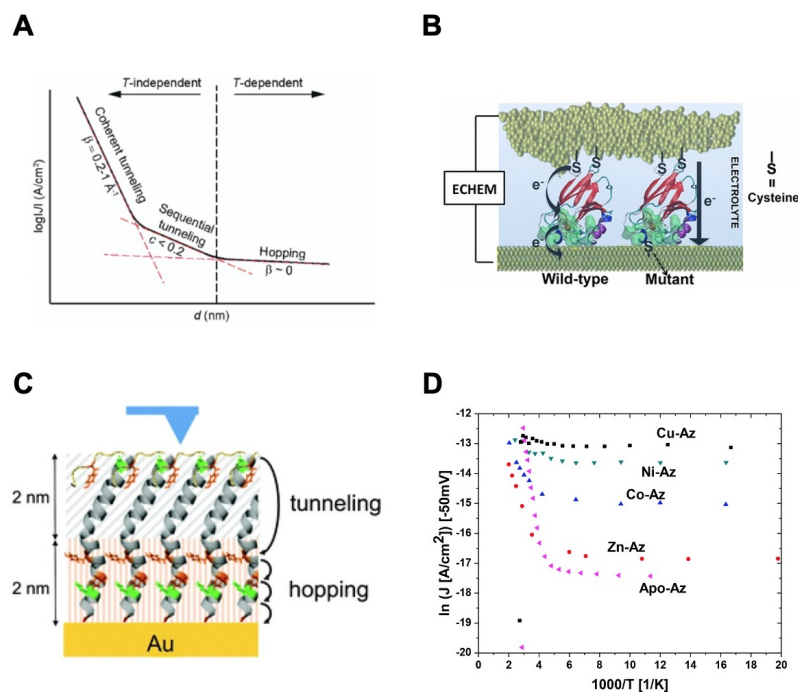 A
T-independent
T-dependent
log|J| (A/cm²)
Coherent tunneling
β = 0.2-1 Å⁻¹
Sequential
tunneling
c < 0.2
Hopping
β ~ 0
d (nm)
B
ECHEM
S
S
S
S
e⁻
e⁻
e⁻
S
ELECTROLYTE
S
Cysteine
Wild-type
Mutant
C
2 nm
tunneling
2 nm
hopping
Au
D
ln (J [A/cm²]) [-50mV]
-12
-13
-14
-15
-16
-17
-18
-19
-20
Cu-Az
Ni-Az
Co-Az
Zn-Az
Apo-Az
0 2 4 6 8 10 12 14 16 18 20
1000/T [1/K]